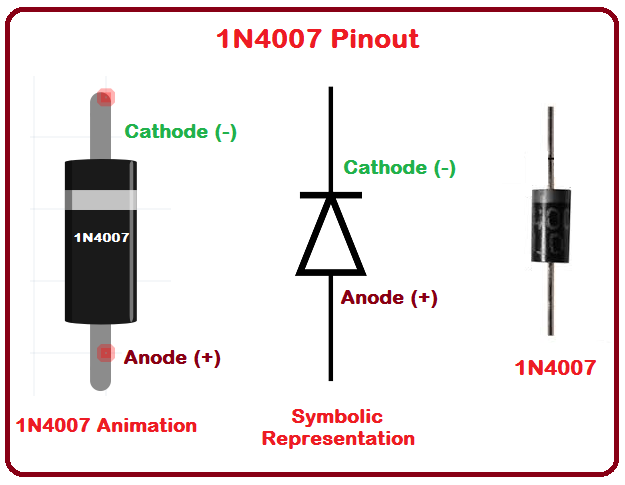 1N4007 Pinout
Cathode (-)
1N4007
Anode (+)
1N4007 Animation
Cathode (-)
Anode (+)
Symbolic
Representation
1N4007